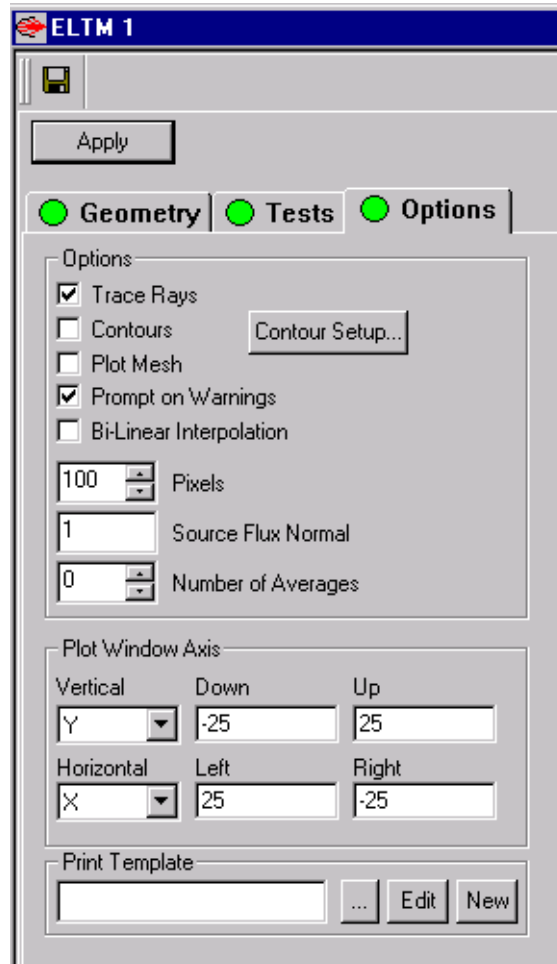 ELTM 1
Apply
Geometry Tests Options
Options
Trace Rays
Contours Contour Setup...
Plot Mesh
Prompt on Warnings
Bi-Linear Interpolation
100 Pixels
1 Source Flux Normal
0 Number of Averages
Plot Window Axis
Vertical Down Up
Y -25 25
Horizontal Left Right
X 25 -25
Print Template
... Edit New